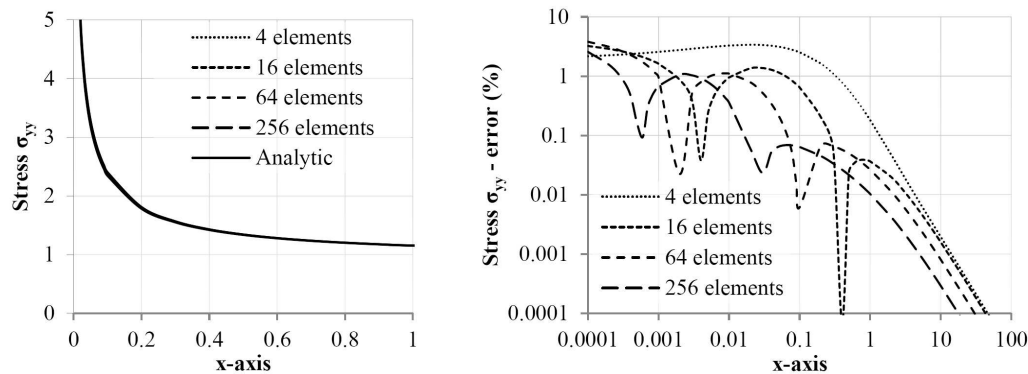 5
4
3
2
1
0
Stress σyy
0
0.2
0.4
0.6
0.8
1
x-axis
4 elements
16 elements
64 elements
256 elements
Analytic
10
1
0.1
0.01
0.001
0.0001
Stress σyy - error (%)
4 elements
16 elements
64 elements
256 elements
0.0001
0.001
0.01
0.1
1
10
100
x-axis